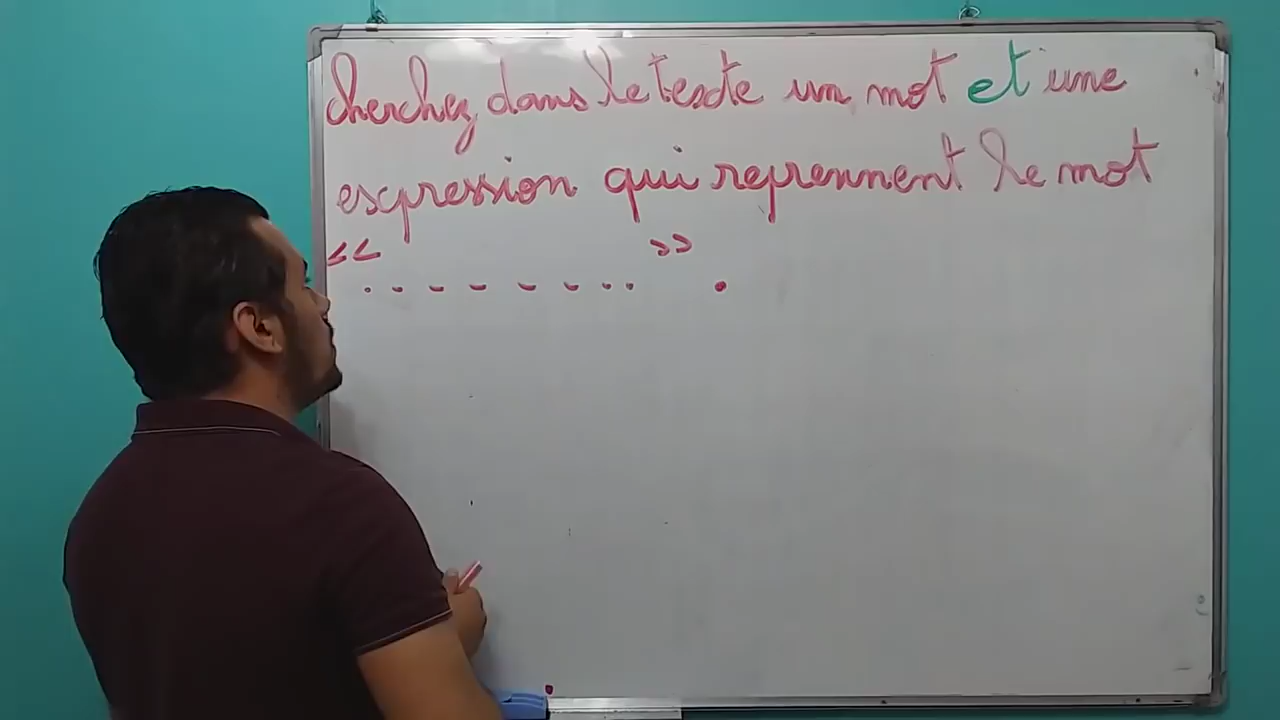 Cherchez dans le texte un mot et une
expression qui reprennent le mot
<< ........ >> .